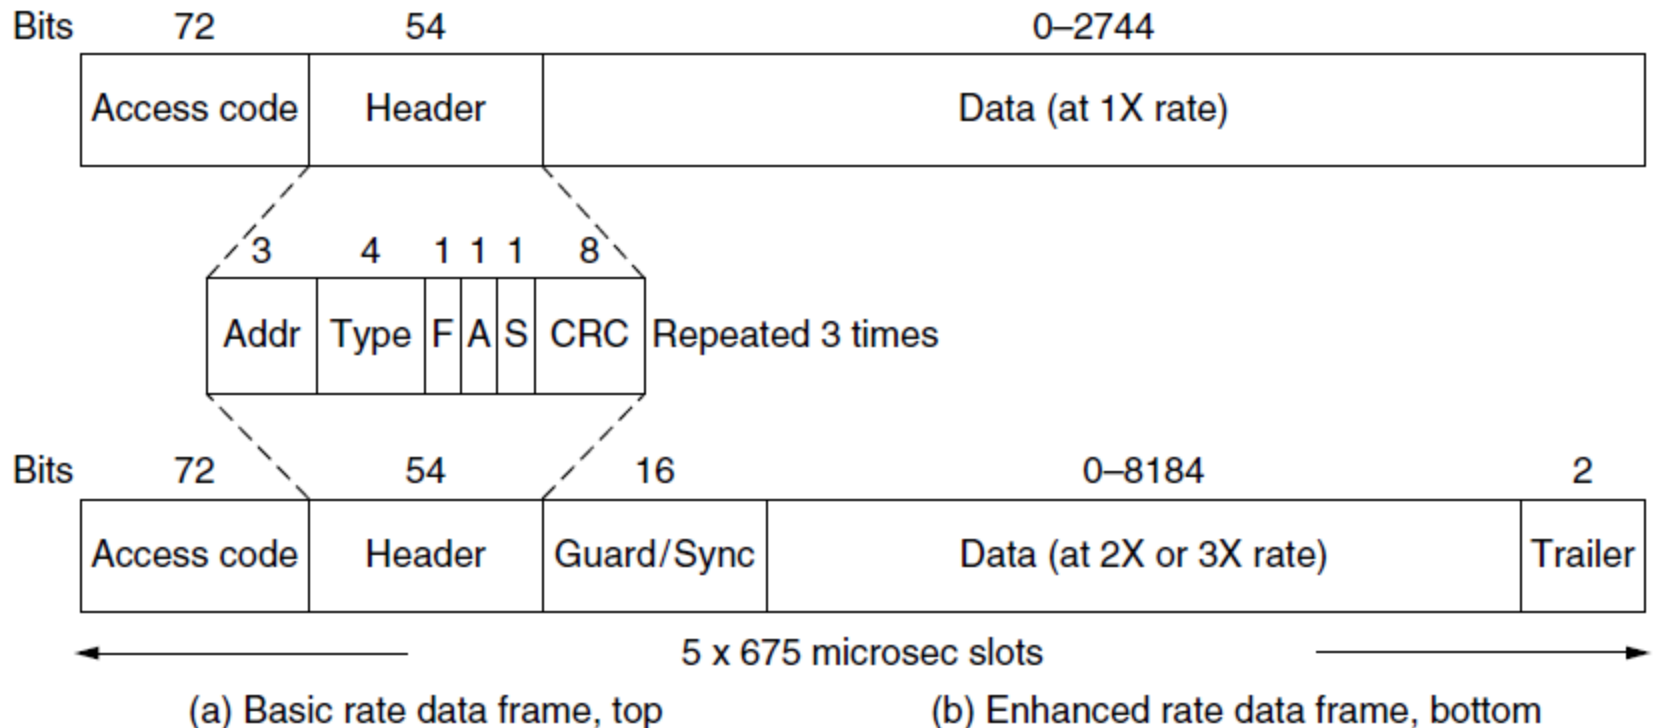 Bits 72 54 0–2744
Access code Header Data (at 1X rate)
3 4 1 1 1 8
Addr Type F A S CRC Repeated 3 times
Bits 72 54 16 0–8184 2
Access code Header Guard/Sync Data (at 2X or 3X rate) Trailer
5 x 675 microsec slots
(a) Basic rate data frame, top (b) Enhanced rate data frame, bottom